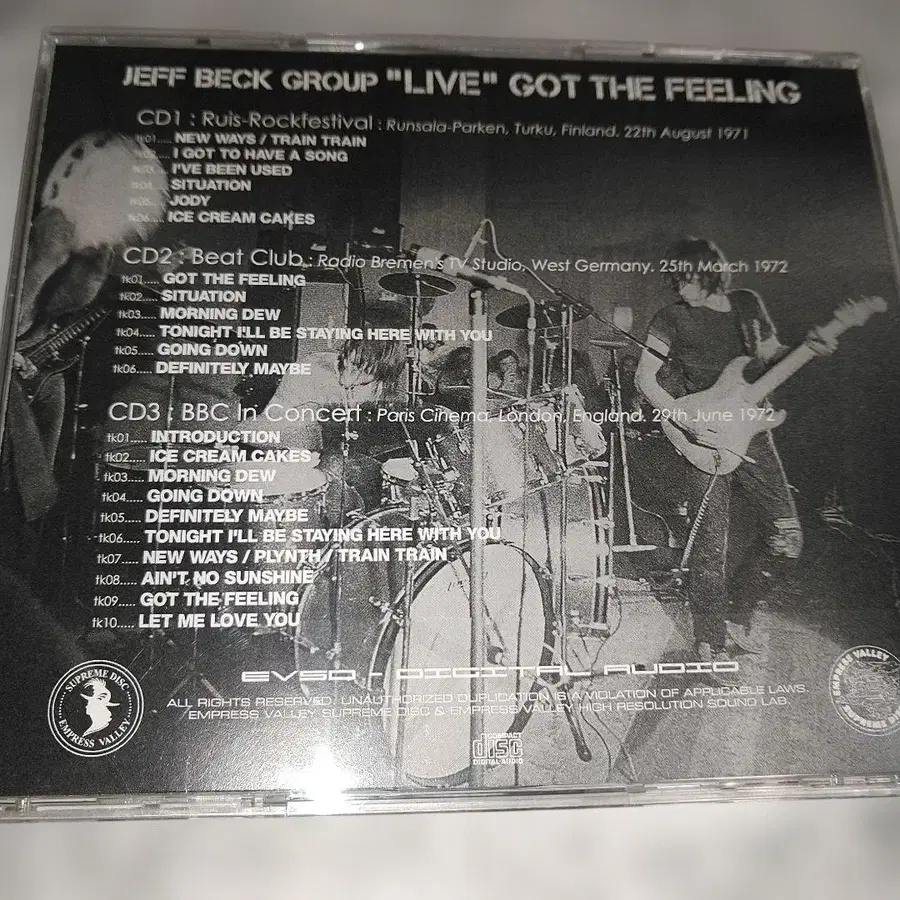 JEFF BECK GROUP "LIVE" GOT THE FEELING
CD1 : Ruis-Rockfestival : Runsala-Parken, Turku, Finland. 22th August 1971
tk01..... NEW WAYS / TRAIN TRAIN
tk02..... I GOT TO HAVE A SONG
tk03..... I'VE BEEN USED
tk04..... SITUATION
tk05..... JODY
tk06..... ICE CREAM CAKES
CD2 : Beat Club : Radio Bremen's TV Studio, West Germany. 25th March 1972
tk01..... GOT THE FEELING
tk02..... SITUATION
tk03..... MORNING DEW
tk04..... TONIGHT I'LL BE STAYING HERE WITH YOU
tk05..... GOING DOWN
tk06..... DEFINITELY MAYBE
CD3 : BBC In Concert : Paris Cinema, London, England. 29th June 1972
tk01..... INTRODUCTION
tk02..... ICE CREAM CAKES
tk03..... MORNING DEW
tk04..... GOING DOWN
tk05..... DEFINITELY MAYBE
tk06..... TONIGHT I'LL BE STAYING HERE WITH YOU
tk07..... NEW WAYS / PLYNTH / TRAIN TRAIN
tk08..... AIN'T NO SUNSHINE
tk09..... GOT THE FEELING
tk10..... LET ME LOVE YOU
EVSD - DIGITAL AUDIO
ALL RIGHTS RESERVED. UNAUTHORIZED DUPLICATION IS A VIOLATION OF APPLICABLE LAWS.
EMPRESS VALLEY SUPREME DISC & EMPRESS VALLEY HIGH RESOLUTION SOUND LAB.
SUPREME DISC
EMPRESS VALLEY
COMPACT
disc
DIGITAL AUDIO
EMPRESS VALLEY
SUPREME DIS